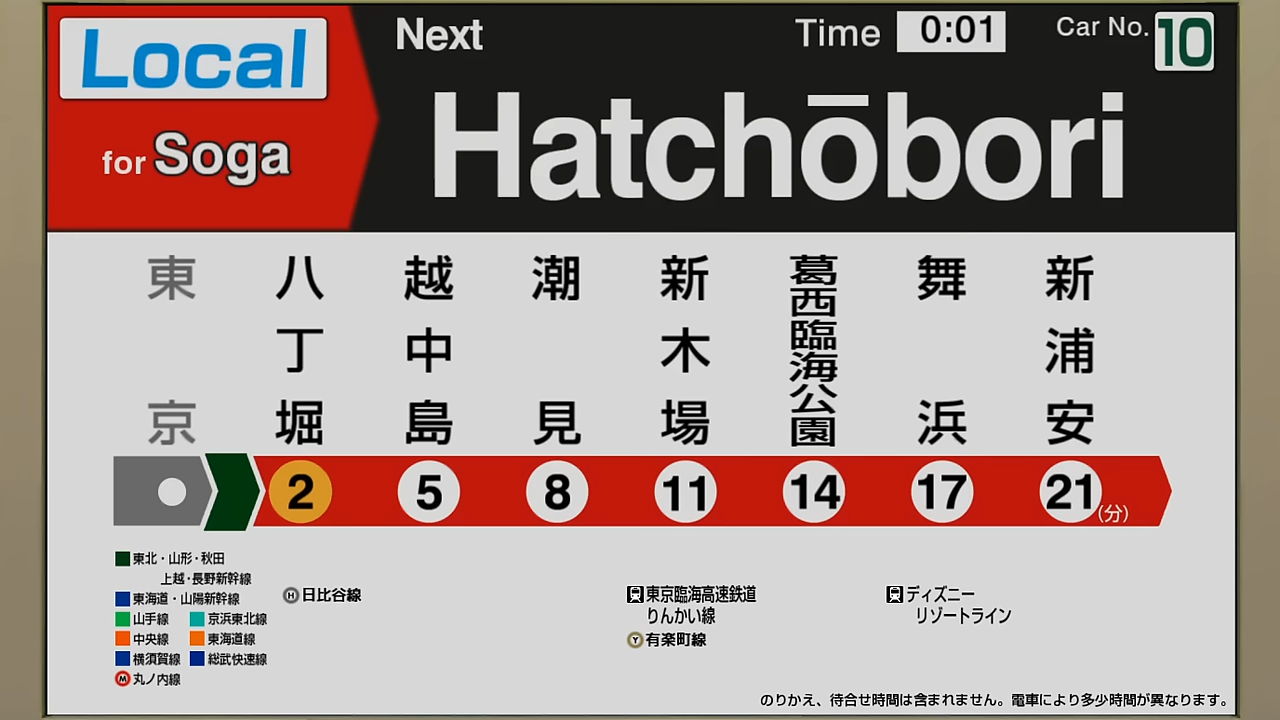 Local
for Soga
Next
Time 0:01
Car No. 10
Hatchōbori
東京
八丁堀
越中島
潮見
新木場
葛西臨海公園
舞浜
新浦安
2 5 8 11 14 17 21(分)
東北・山形・秋田
上越・長野新幹線
東海道・山陽新幹線
山手線 京浜東北線
中央線 東海道線
横須賀線 総武快速線
M 丸ノ内線
H 日比谷線
東京臨海高速鉄道
りんかい線
Y 有楽町線
ディズニー
リゾートライン
のりかえ、待合せ時間は含まれません。電車により多少時間が異なります。